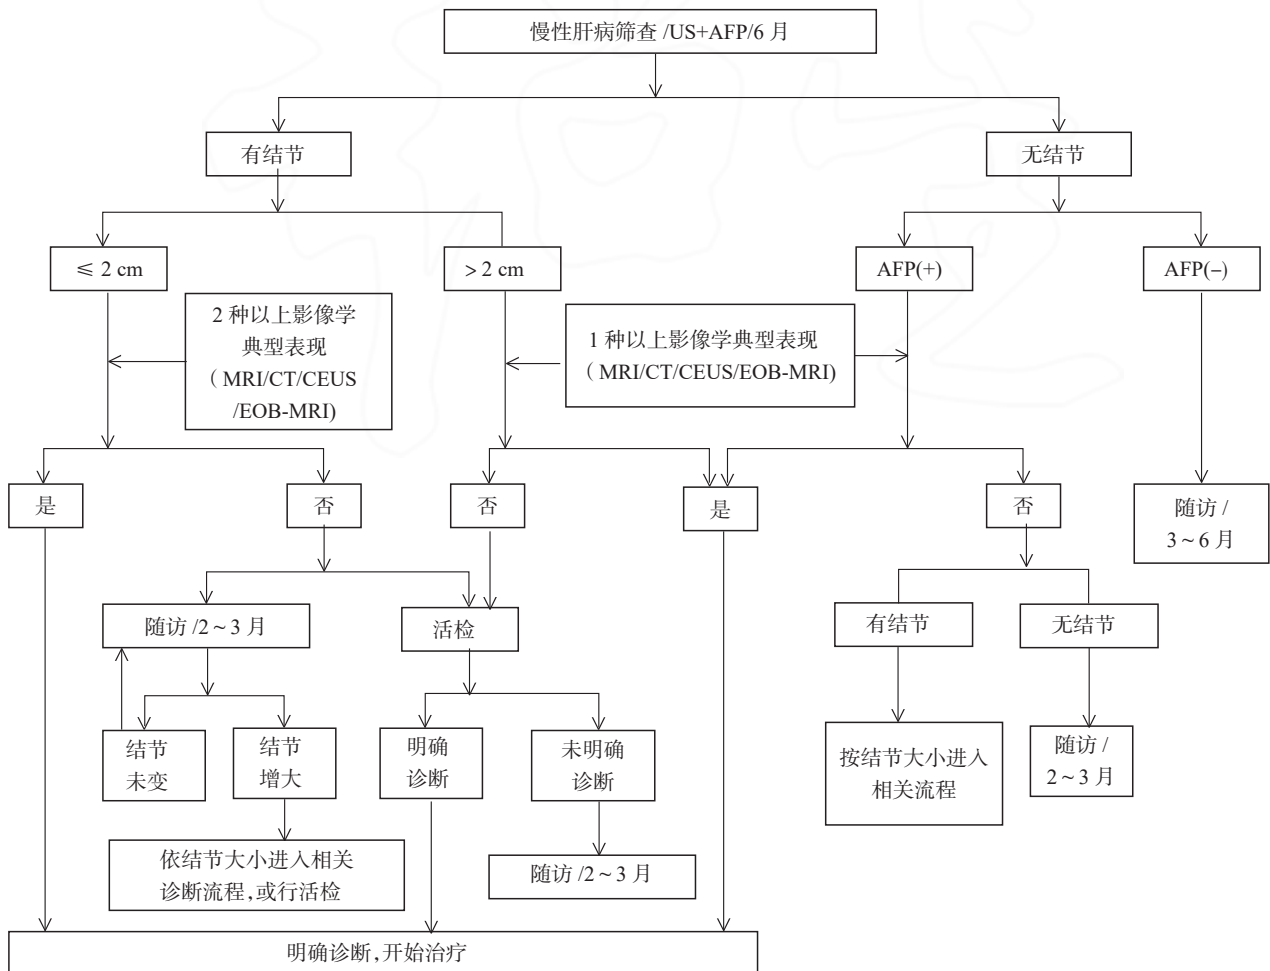 慢性肝病筛查 /US+AFP/6 月
有结节
无结节
≤ 2 cm
> 2 cm
AFP(+)
AFP(−)
2 种以上影像学
典型表现
( MRI/CT/CEUS
/EOB-MRI)
1 种以上影像学典型表现
( MRI/CT/CEUS/EOB-MRI)
是
否
否
是
否
随访 /
3 ~ 6 月
随访 /2 ~ 3 月
活检
有结节
无结节
结节
未变
结节
增大
明确
诊断
未明确
诊断
按结节大小进入
相关流程
随访 /
2 ~ 3 月
依结节大小进入相关
诊断流程,或行活检
随访 /2 ~ 3 月
明确诊断,开始治疗